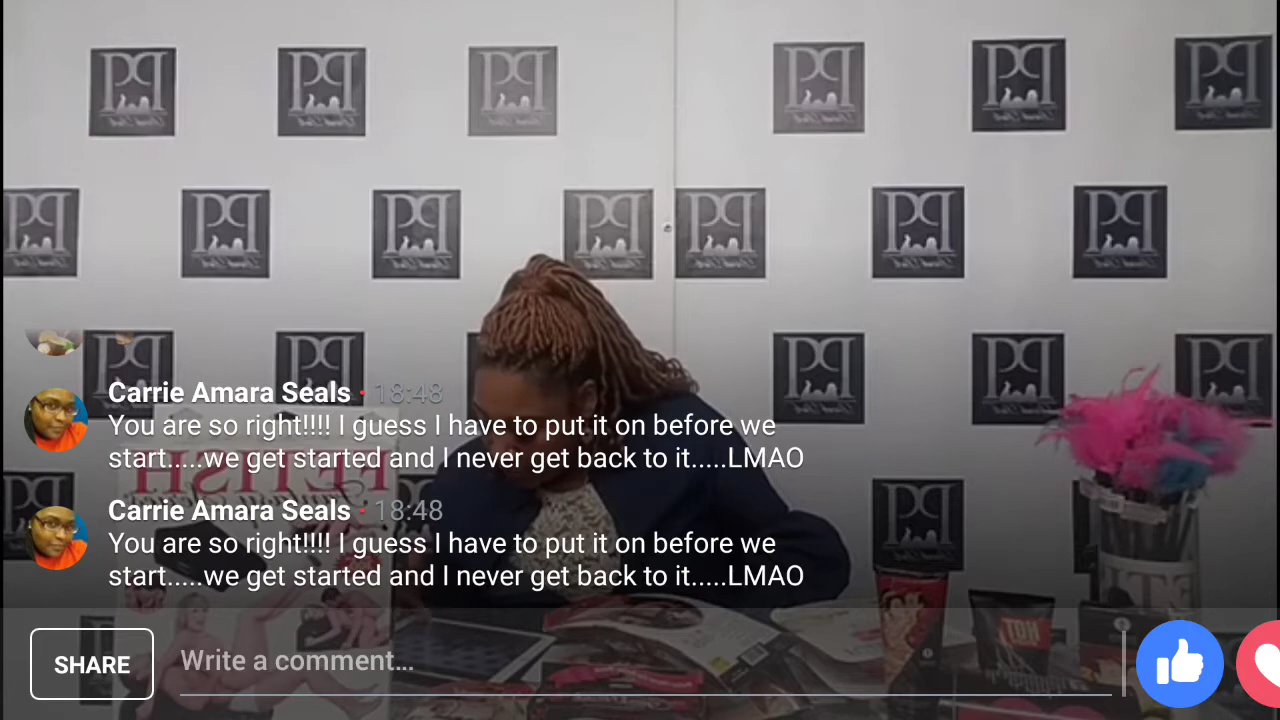 Carrie Amara Seals • 18:48
You are so right!!!! I guess I have to put it on before we
start.....we get started and I never get back to it.....LMAO
FETISH
Carrie Amara Seals • 18:48
You are so right!!!! I guess I have to put it on before we
start.....we get started and I never get back to it.....LMAO
SHARE
Write a comment...